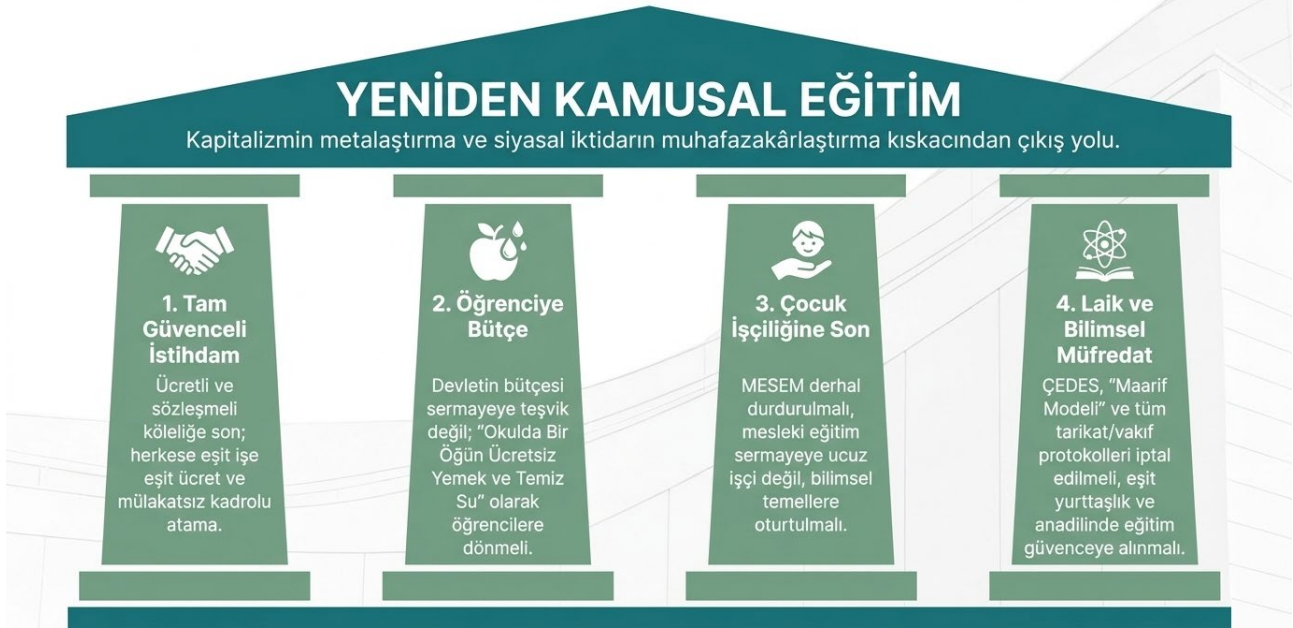 YENİDEN KAMUSAL EĞİTİM
Kapitalizmin metalaştırma ve siyasal iktidarın muhafazakârlaştırma kıskacından çıkış yolu.
1. Tam
Güvenceli
İstihdam
Ücretli ve
sözleşmeli
köleliğe son;
herkese eşit işe
eşit ücret ve
mülakatsız kadrolu
atama.
2. Öğrenciye
Bütçe
Devletin bütçesi
sermayeye teşvik
değil; "Okulda Bir
Öğün Ücretsiz
Yemek ve Temiz
Su" olarak
öğrencilere
dönmeli.
3. Çocuk
İşçiliğine Son
MESEM derhal
durdurulmalı,
mesleki eğitim
sermayeye ucuz
işçi değil, bilimsel
temellere
oturtulmalı.
4. Laik ve
Bilimsel
Müfredat
ÇEDES, "Maarif
Modeli" ve tüm
tarikat/vakıf
protokolleri iptal
edilmeli, eşit
yurttaşlık ve
anadilinde eğitim
güvenceye alınmalı.